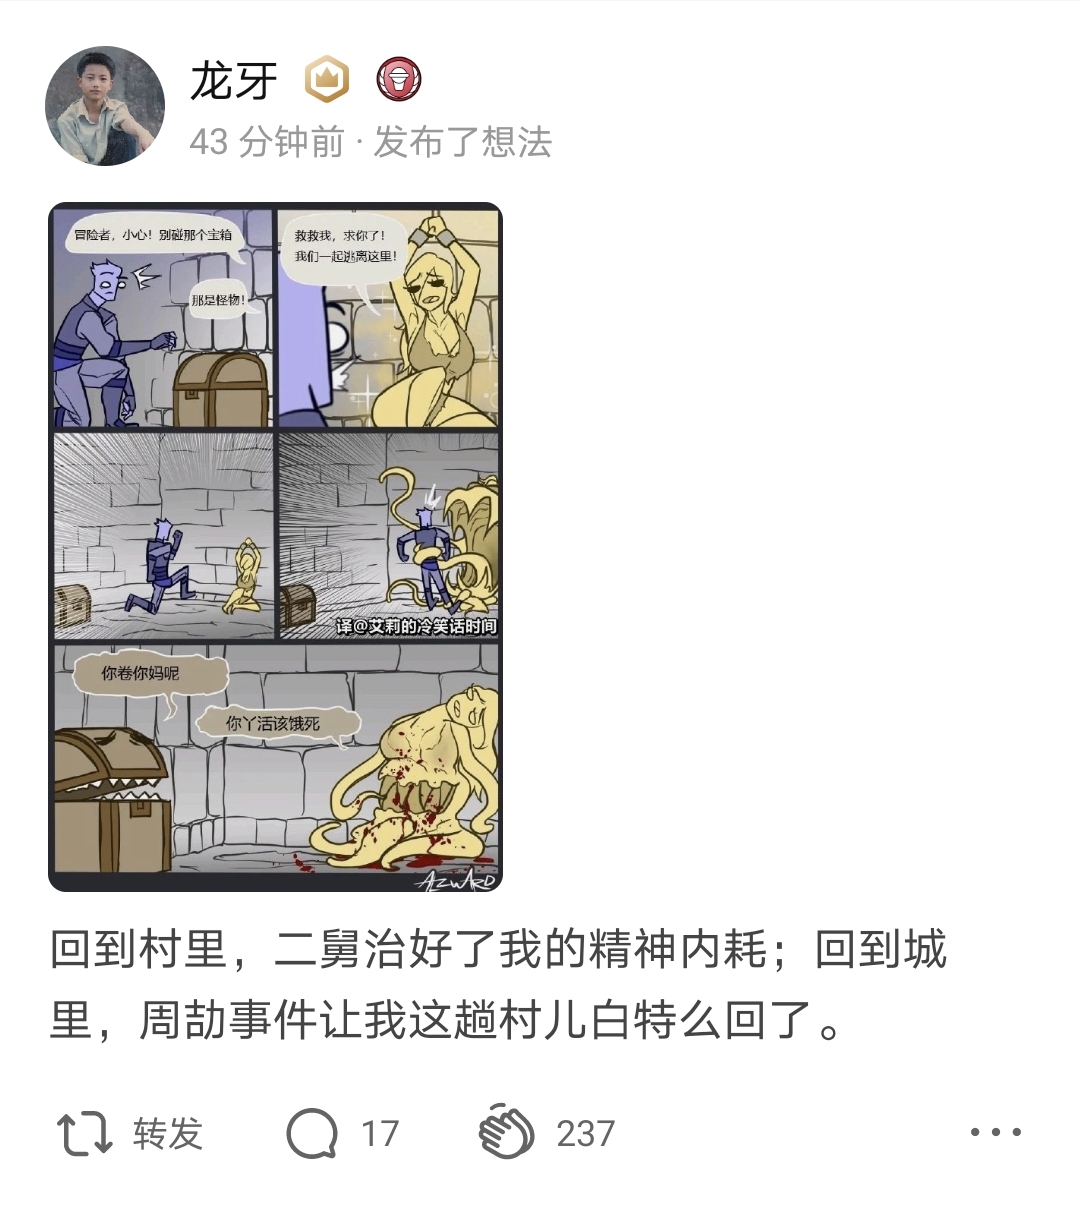 龙牙
43 分钟前 · 发布了想法
冒险者，小心！别碰那个宝箱
那是怪物！
救救我，求你了！
我们一起逃离这里！
译@艾莉的冷笑话时间
你卷你妈呢
你丫活该饿死
AZWARD
回到村里，二舅治好了我的精神内耗；回到城
里，周劼事件让我这趟村儿白特么回了。
转发
17
237